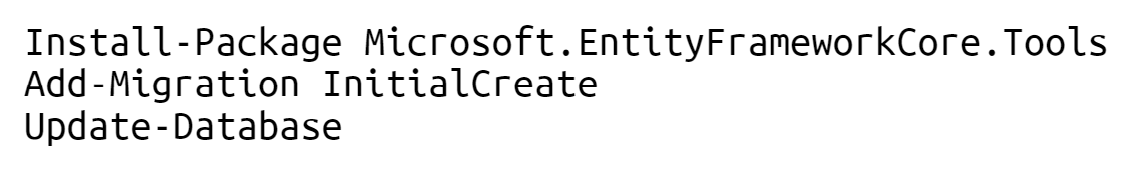 Install-Package Microsoft.EntityFrameworkCore.Tools
Add-Migration InitialCreate
Update-Database